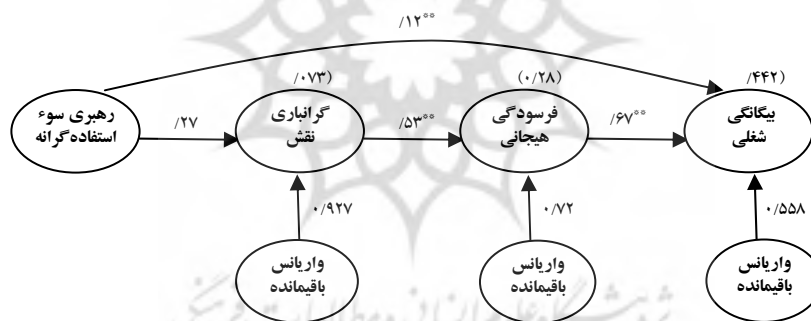 /۱۲**
/۰۷۳)
(۰/۲۸)
/۴۴۲)
رهبری سوء
استفاده‌گرانه
/۲۷
گرانباری
نقش
/۵۳**
فرسودگی
هیجانی
/۶۷**
بیگانگی
شغلی
۰/۹۲۷
۰/۷۲
۰/۵۵۸
واریانس
باقیمانده
واریانس
باقیمانده
واریانس
باقیمانده